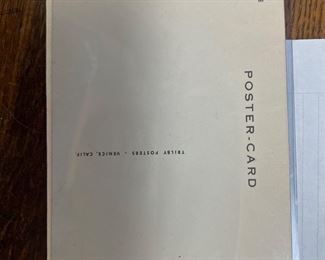 POSTER-CARD
TRILBY POSTERS - VENICE, CALIF.